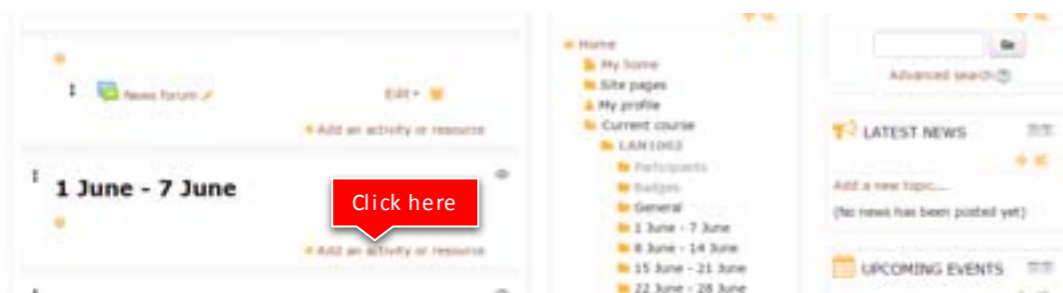 News forum
Edit
Add an activity or resource
1 June - 7 June
Click here
Add an activity or resource
Home
My home
Site pages
My profile
Current course
LAN1003
Participants
Badges
General
1 June - 7 June
8 June - 14 June
15 June - 21 June
22 June - 28 June
Go
Advanced search
LATEST NEWS
Add a new topic...
(No news has been posted yet)
UPCOMING EVENTS